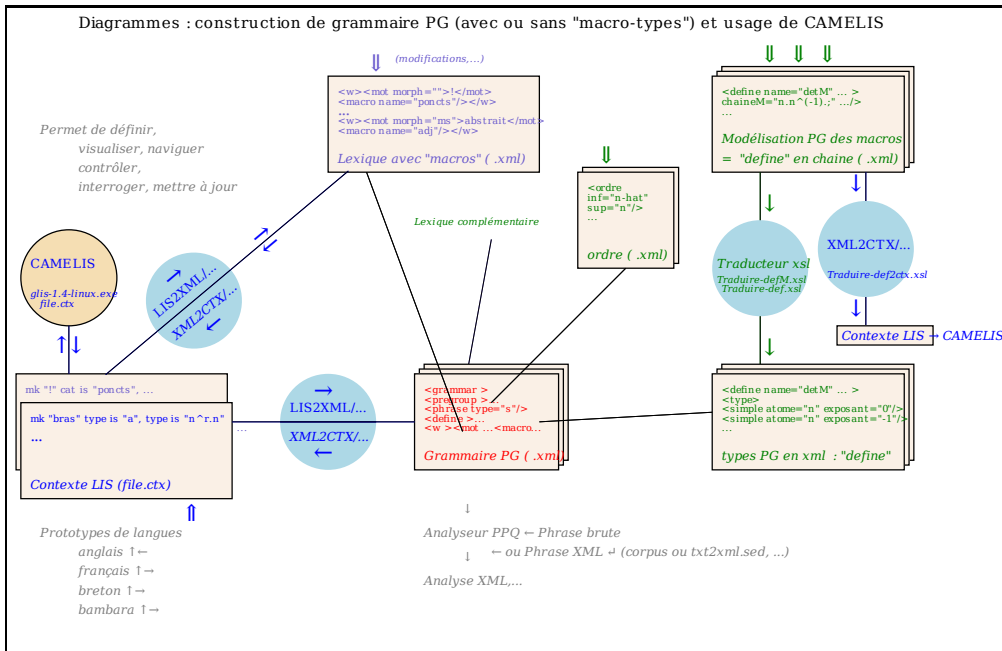 Diagrammes : construction de grammaire PG (avec ou sans "macro-types") et usage de CAMELIS
⇓ (modifications,...)
<w><mot morph ="">!</mot>
<macro name="poncts"/></w>
...
<w><mot morph="ms">abstrait</mot>
<macro name="adj"/></w>
Lexique avec "macros" ( .xml)
⇓ ⇓ ⇓
<define name="detM" ... >
chaineM="n.n^(-1).;" .../>
...
Modélisation PG des macros
= "define" en chaine ( .xml)
Permet de définir,
visualiser, naviguer
contrôler,
interroger, mettre à jour
⇓
<ordre
inf="n-hat"
sup="n"/>
...
ordre ( .xml)
Lexique complémentaire
→
←
↓ ↓
CAMELIS
glis-1.4-linux.exe
file.ctx
→
LIS2XML/...
XML2CTX/...
←
Traducteur xsl
Traduire-defM.xsl
Traduire-def.xsl
XML2CTX/...
Traduire-def2ctx.xsl
↑↓
↓ ↓
Contexte LIS → CAMELIS
mk "!" cat is "poncts", ...
mk "bras" type is "a", type is "n^r.n"
...
...
Contexte LIS (file.ctx)
⇑
→
LIS2XML/...
XML2CTX/...
←
<grammar >
<pregroup >...
<phrase type="s"/>
<define >...
<w ><mot ...<macro...
Grammaire PG ( .xml)
<define name="detM" ... >
<type>
<simple atome="n" exposant="0"/>
<simple atome="n" exposant="-1"/>
...
types PG en xml : "define"
Prototypes de langues
anglais ↑←
français ↑→
breton ↑→
bambara ↑→
↓
Analyseur PPQ ← Phrase brute
↓ ← ou Phrase XML ↵ (corpus ou txt2xml.sed, ...)
Analyse XML,...